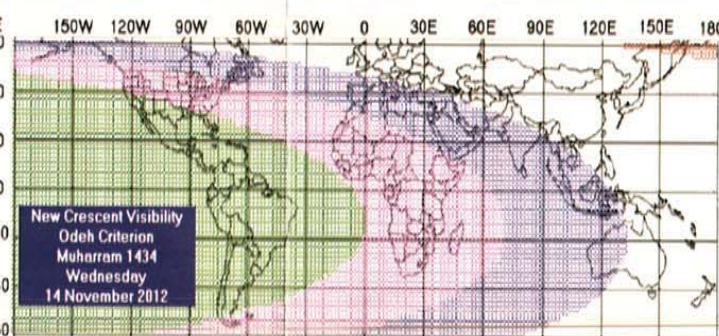 150W 120W 90W 60W 30W 0 30E 60E 90E 120E 150E 180
New Crescent Visibility
Odeh Criterion
Muharram 1434
Wednesday
14 November 2012